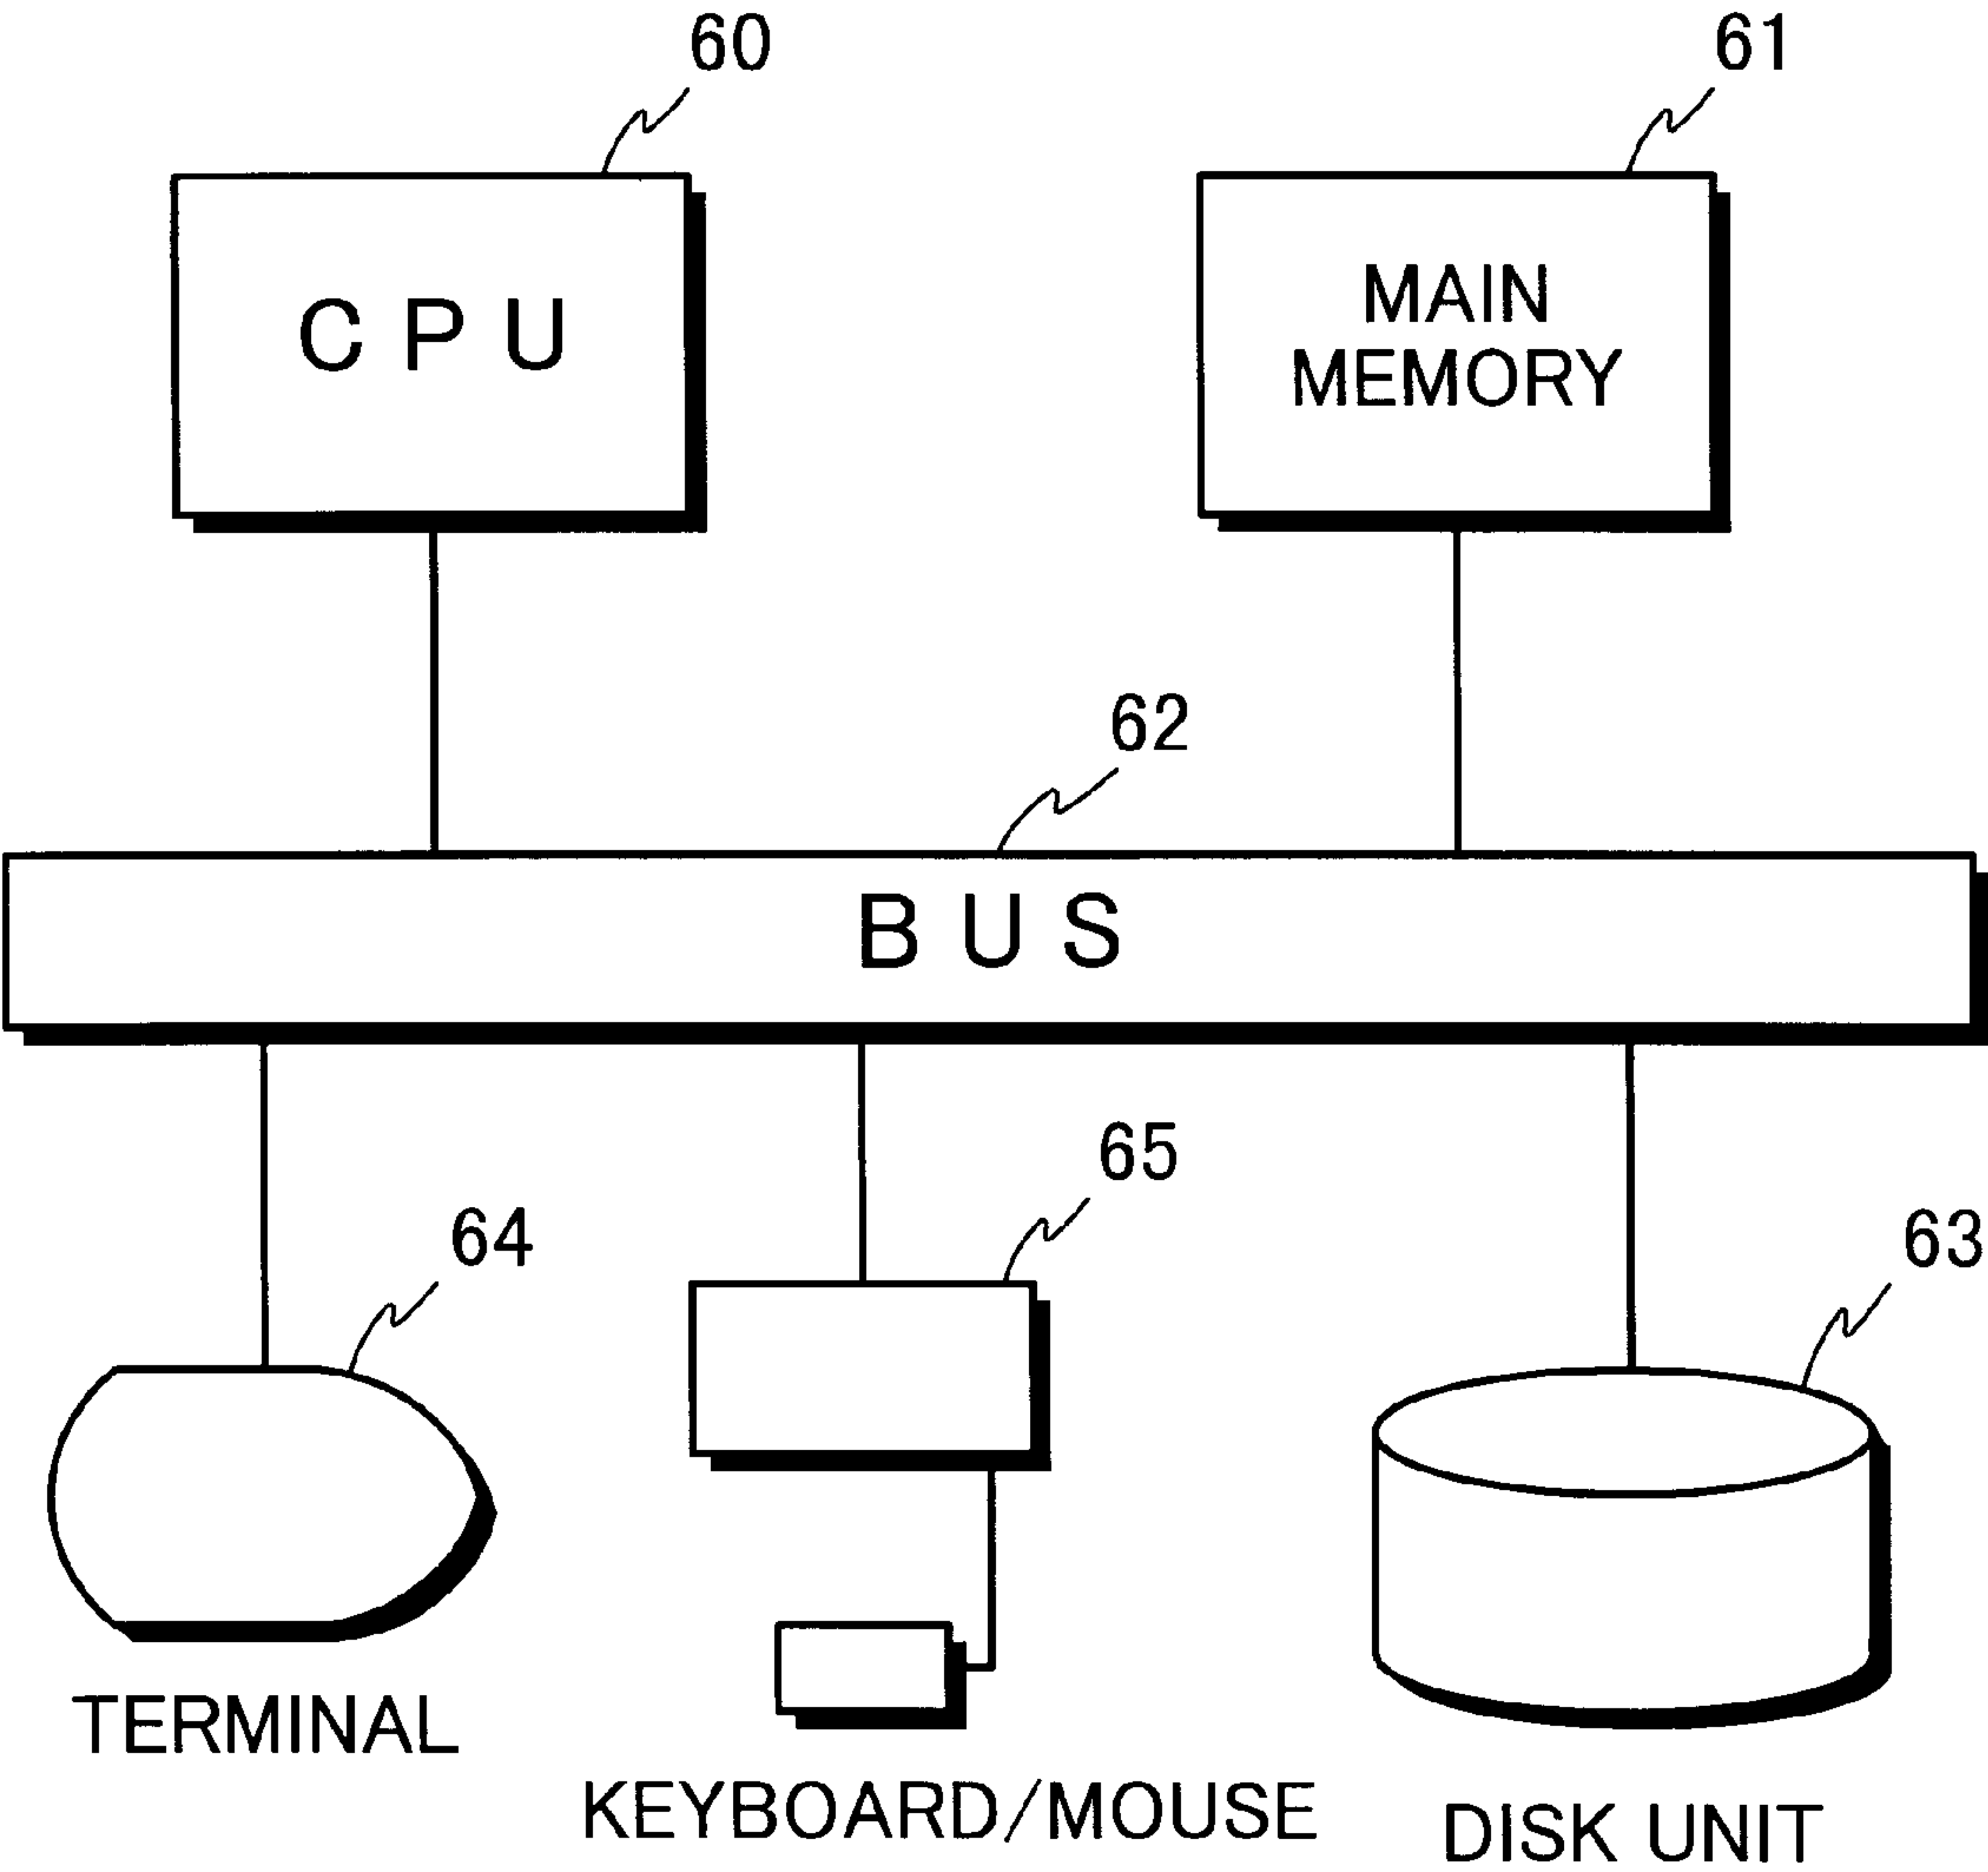 60
61
C P U
MAIN
MEMORY
62
B U S
65
64
63
TERMINAL
KEYBOARD/MOUSE
DISK UNIT